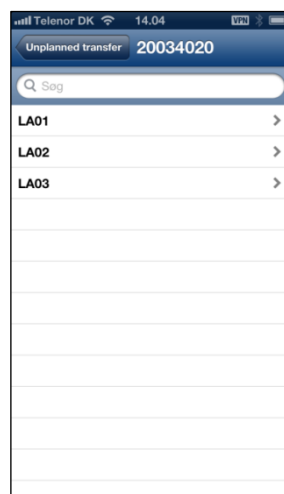 Telenor DK 14.04 VPN
Unplanned transfer 20034020
Søg
LA01
LA02
LA03